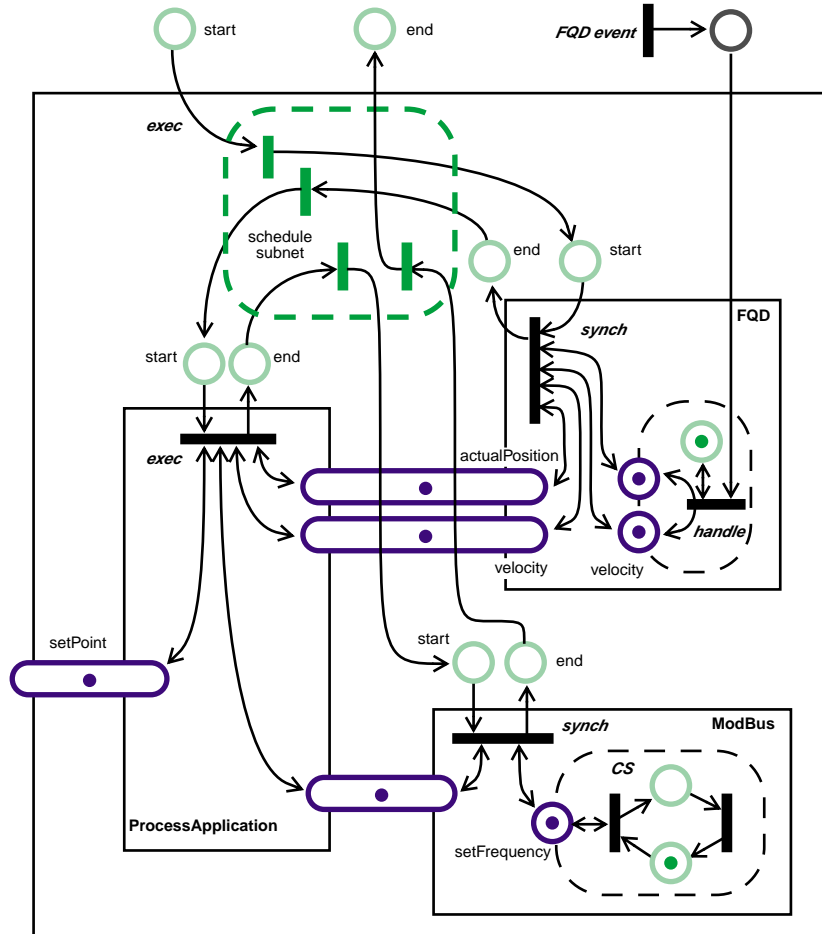 start
end
FQD event
exec
schedule
subnet
end
start
FQD
synch
start
end
exec
actualPosition
handle
velocity
velocity
setPoint
start
end
synch
ModBus
CS
ProcessApplication
setFrequency